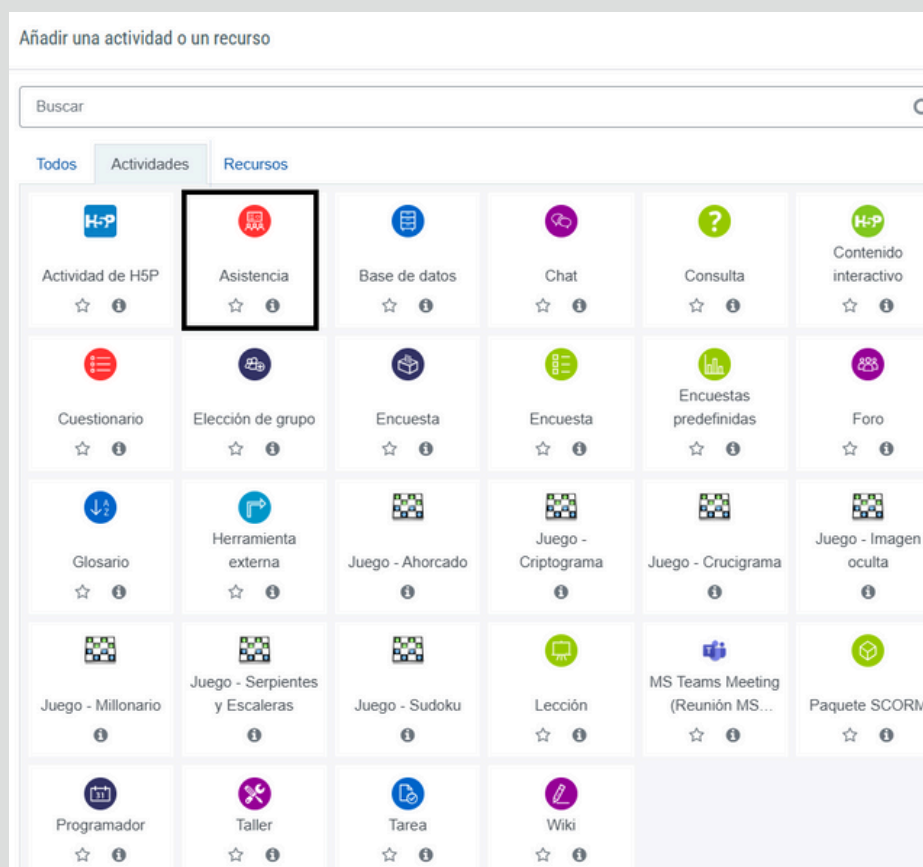 Añadir una actividad o un recurso
Buscar
Todos Actividades Recursos
H5P
Actividad de H5P
Asistencia
Base de datos
Chat
Consulta
H5P
Contenido
interactivo
Cuestionario
Elección de grupo
Encuesta
Encuesta
Encuestas
predefinidas
Foro
Glosario
Herramienta
externa
Juego - Ahorcado
Juego -
Criptograma
Juego - Crucigrama
Juego - Imagen
oculta
Juego - Millonario
Juego - Serpientes
y Escaleras
Juego - Sudoku
Lección
MS Teams Meeting
(Reunión MS...
Paquete SCORM
31
Programador
Taller
Tarea
Wiki